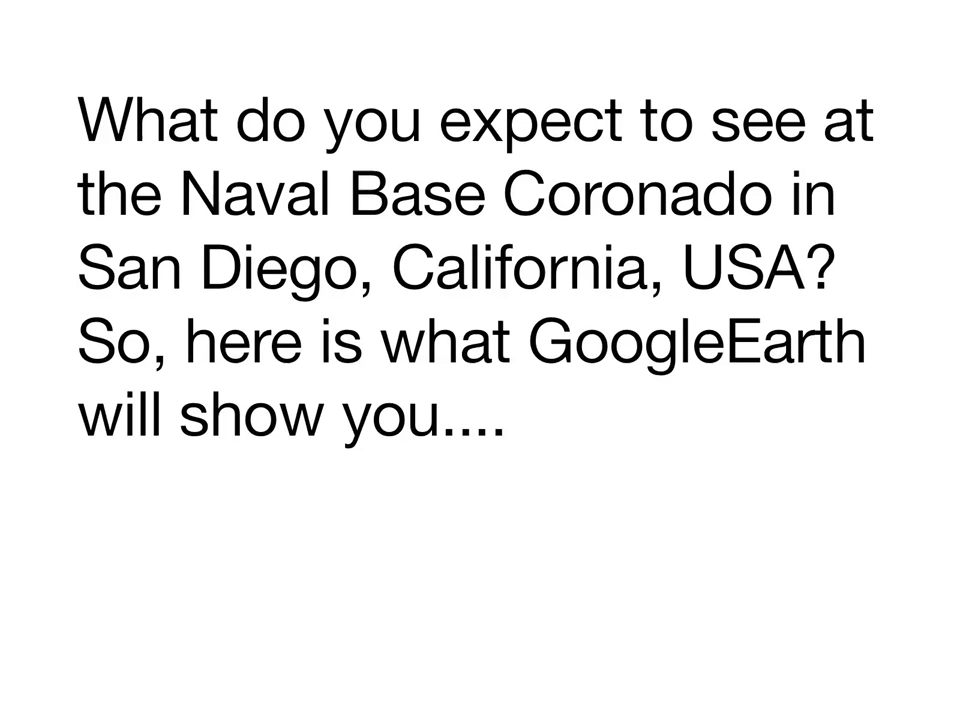 What do you expect to see at
the Naval Base Coronado in
San Diego, California, USA?
So, here is what GoogleEarth
will show you....